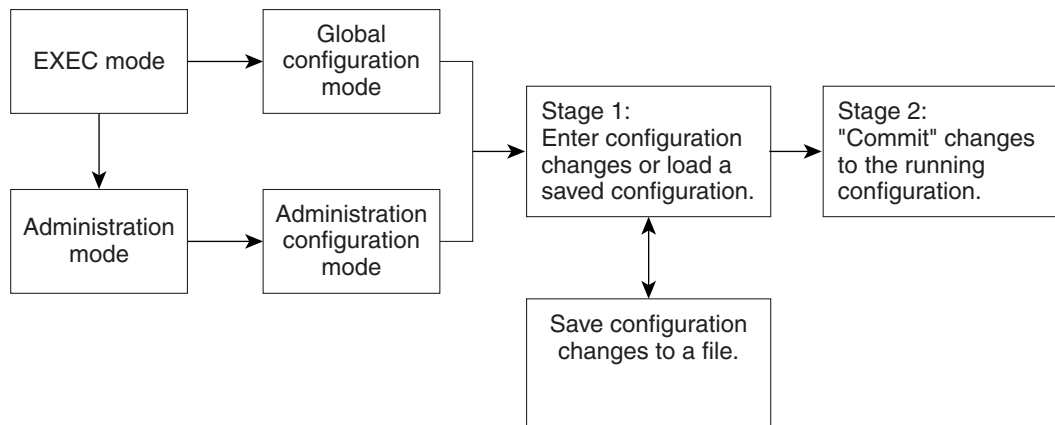 EXEC mode
Global
configuration
mode
Administration
mode
Administration
configuration
mode
Stage 1:
Enter configuration
changes or load a
saved configuration.
Stage 2:
"Commit" changes
to the running
configuration.
Save configuration
changes to a file.